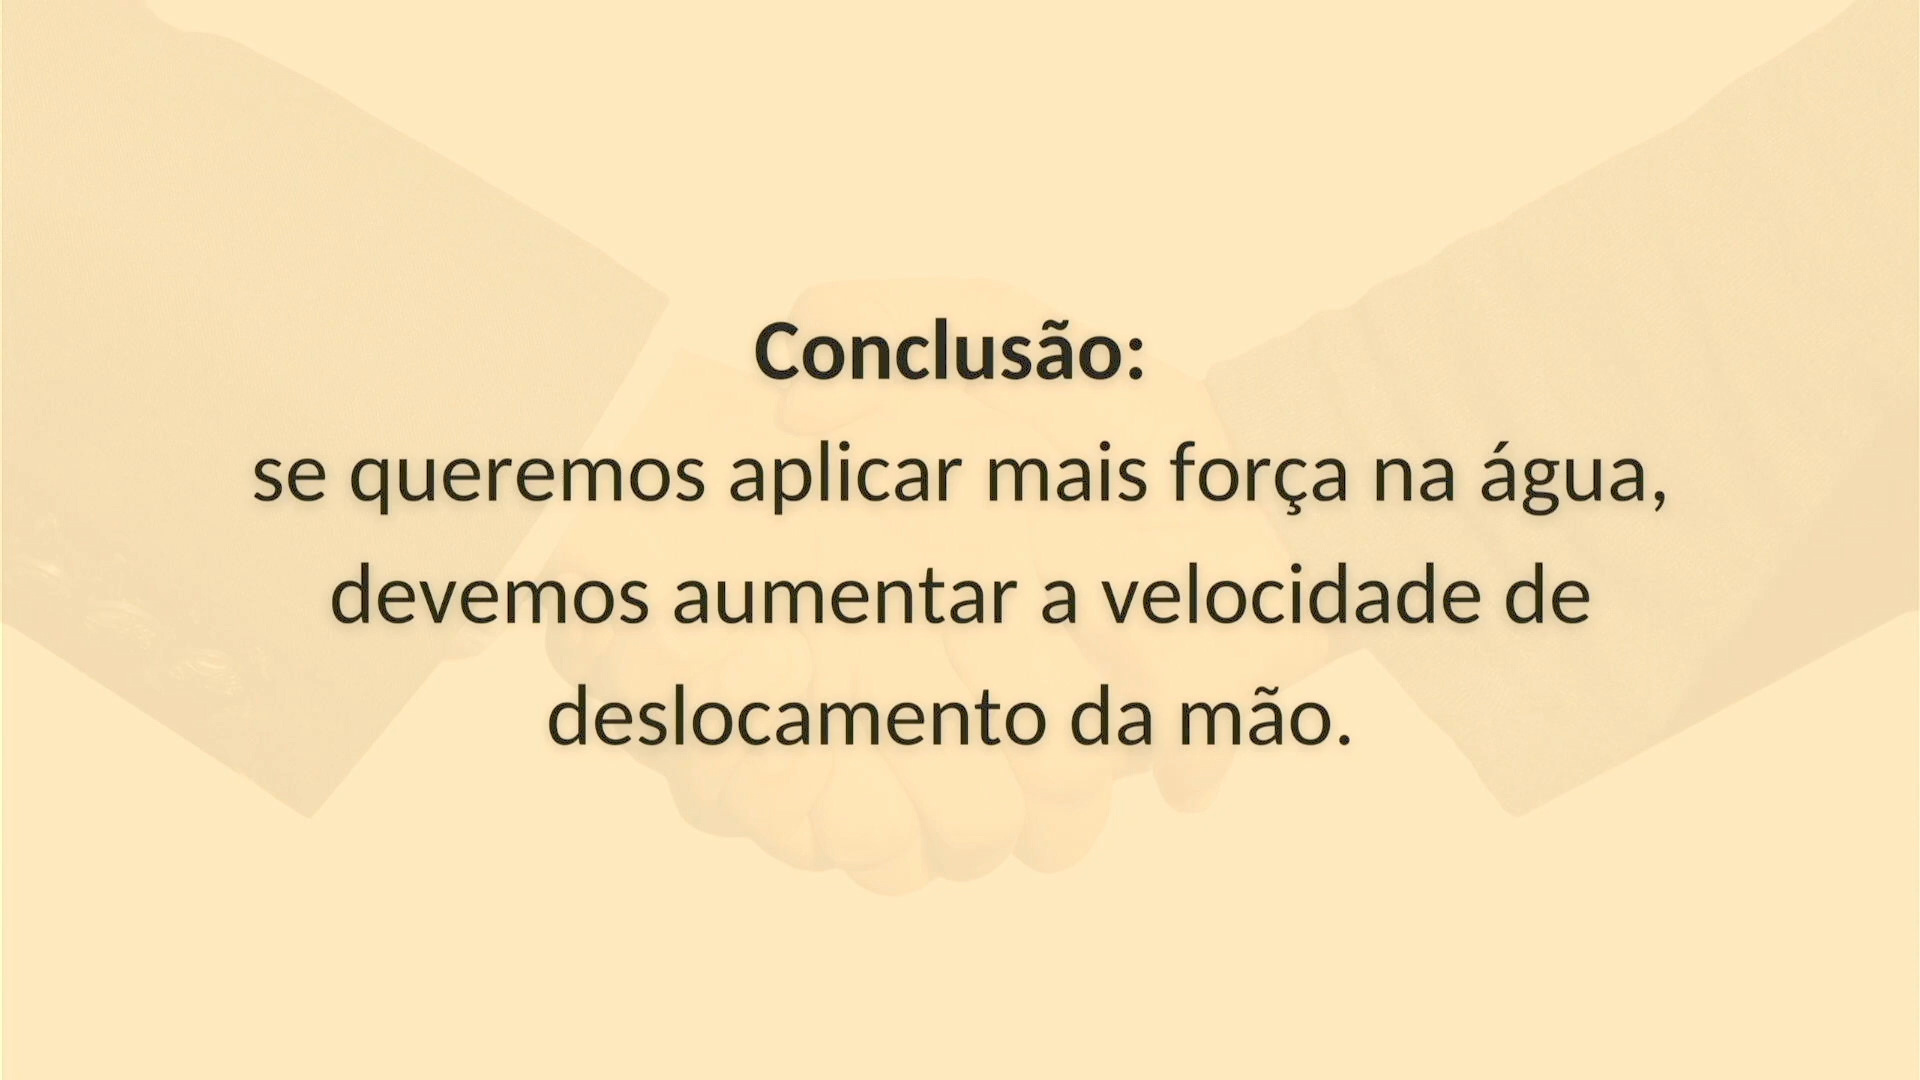 Conclusão:
se queremos aplicar mais força na água,
devemos aumentar a velocidade de
deslocamento da mão.